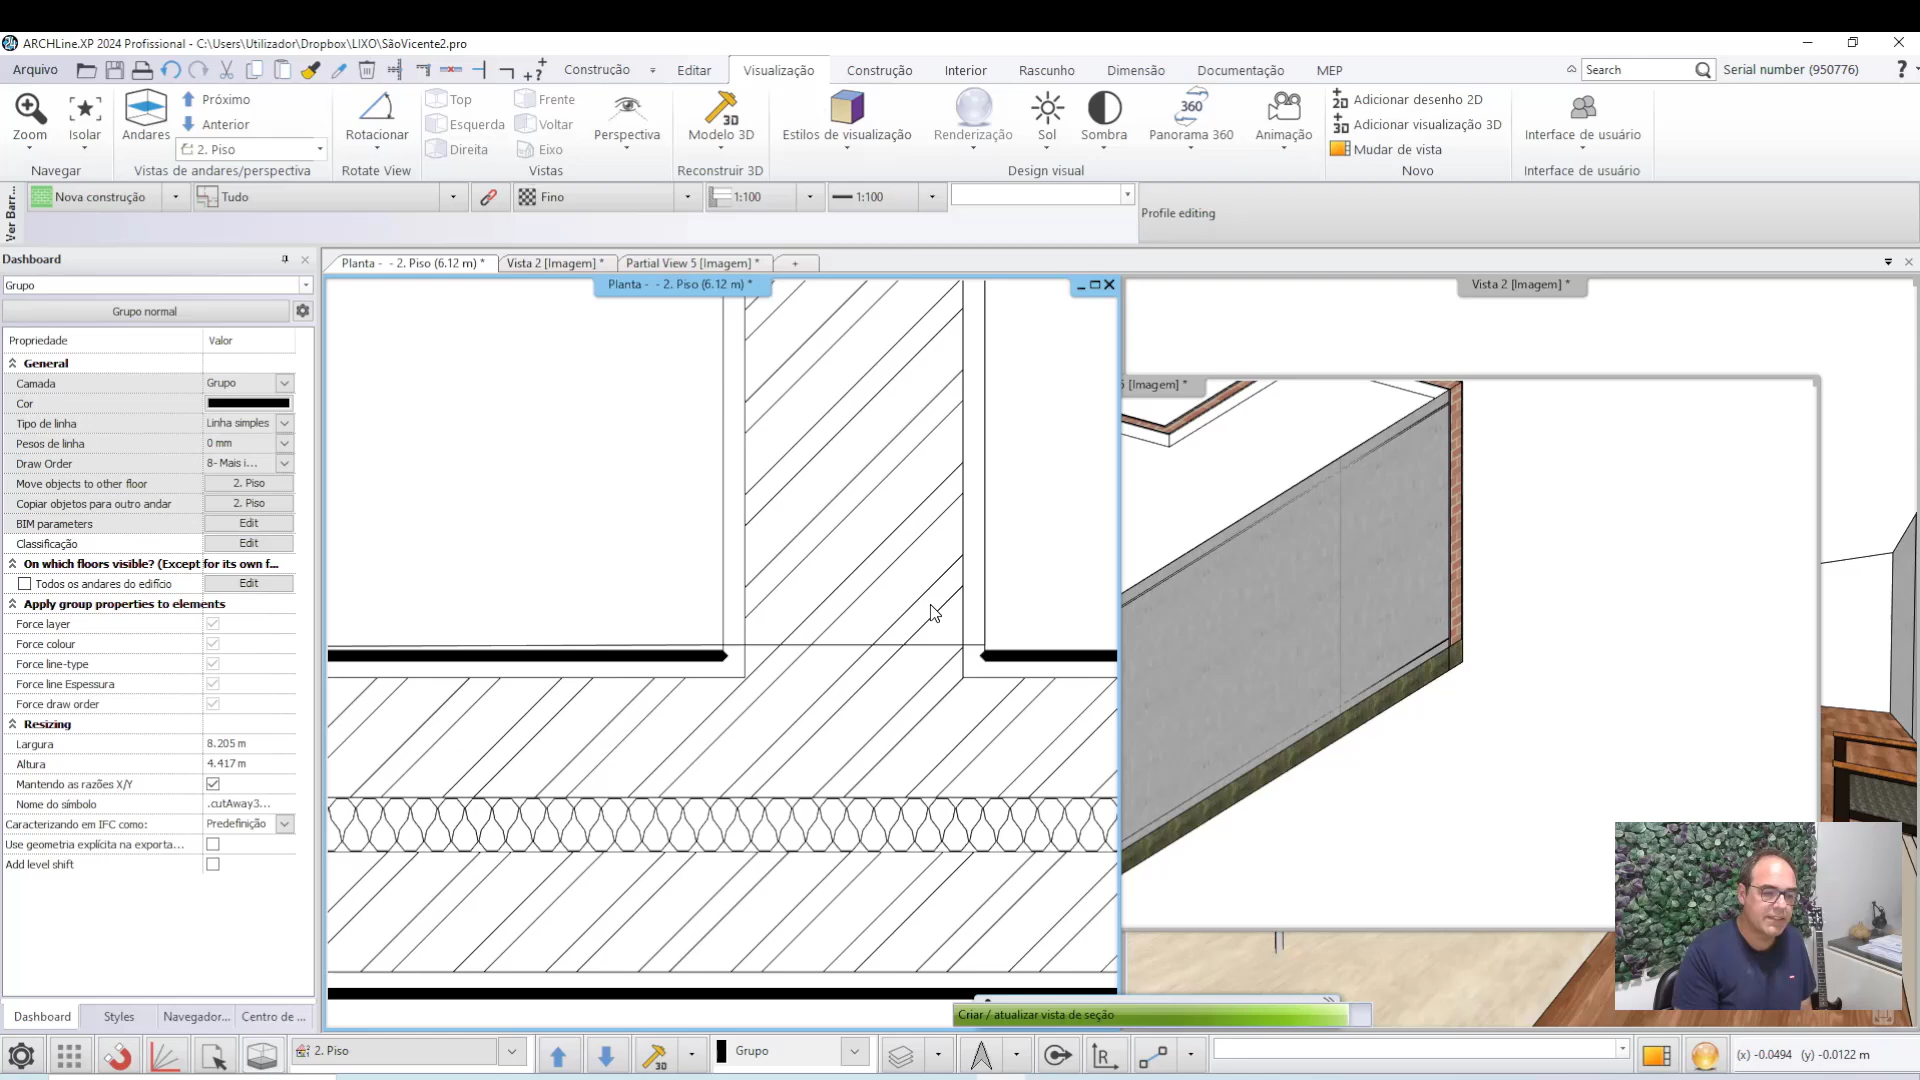 ARCHLine.XP 2024 Profissional - C:\Users\Utilizador\Dropbox\LIXO\SãoVicente2.pro
Arquivo
Construção
Editar
Visualização
Construção
Interior
Rascunho
Dimensão
Documentação
MEP
Search
Serial number (950776)
?
Zoom
Isolar
Navegar
Andares
Próximo
Anterior
2. Piso
Vistas de andares/perspectiva
Rotacionar
Rotate View
Top
Esquerda
Direita
Frente
Voltar
Eixo
Perspectiva
Vistas
3D
Modelo 3D
Reconstruir 3D
Estilos de visualização
Renderização
Sol
Sombra
360
Panorama 360
Animação
Design visual
2D Adicionar desenho 2D
3D Adicionar visualização 3D
Mudar de vista
Novo
Interface de usuário
Interface de usuário
Ver Barr...
Nova construção
Tudo
Fino
1:100
1:100
Profile editing
Dashboard
Grupo
Grupo normal
Propriedade Valor
General
Camada Grupo
Cor
Tipo de linha Linha simples
Pesos de linha 0 mm
Draw Order 8- Mais i...
Move objects to other floor 2. Piso
Copiar objetos para outro andar 2. Piso
BIM parameters Edit
Classificação Edit
On which floors visible? (Except for its own f...
Todos os andares do edifício Edit
Apply group properties to elements
Force layer
Force colour
Force line-type
Force line Espessura
Force draw order
Resizing
Largura 8.205 m
Altura 4.417 m
Mantendo as razões X/Y
Nome do símbolo .cutAway3...
Caracterizando em IFC como: Predefinição
Use geometria explícita na exporta...
Add level shift
Dashboard
Styles
Navegador...
Centro de ...
Planta - - 2. Piso (6.12 m) *
Vista 2 [Imagem] *
Partial View 5 [Imagem] *
+
Planta - - 2. Piso (6.12 m) *
Vista 2 [Imagem] *
5 [Imagem] *
Criar / atualizar vista de seção
2. Piso
3D
Grupo
R
(x) -0.0494 (y) -0.0122 m